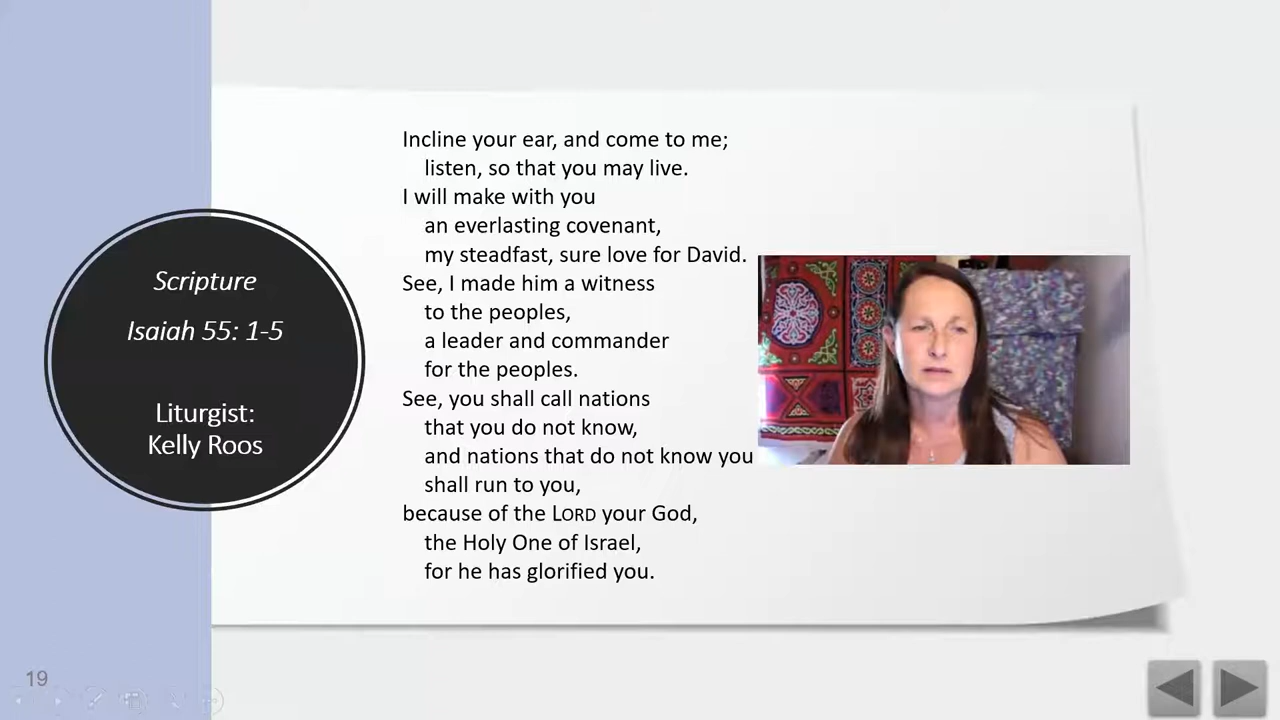 Scripture
Isaiah 55: 1-5
Liturgist:
Kelly Roos
Incline your ear, and come to me;
listen, so that you may live.
I will make with you
an everlasting covenant,
my steadfast, sure love for David.
See, I made him a witness
to the peoples,
a leader and commander
for the peoples.
See, you shall call nations
that you do not know,
and nations that do not know you
shall run to you,
because of the LORD your God,
the Holy One of Israel,
for he has glorified you.
19